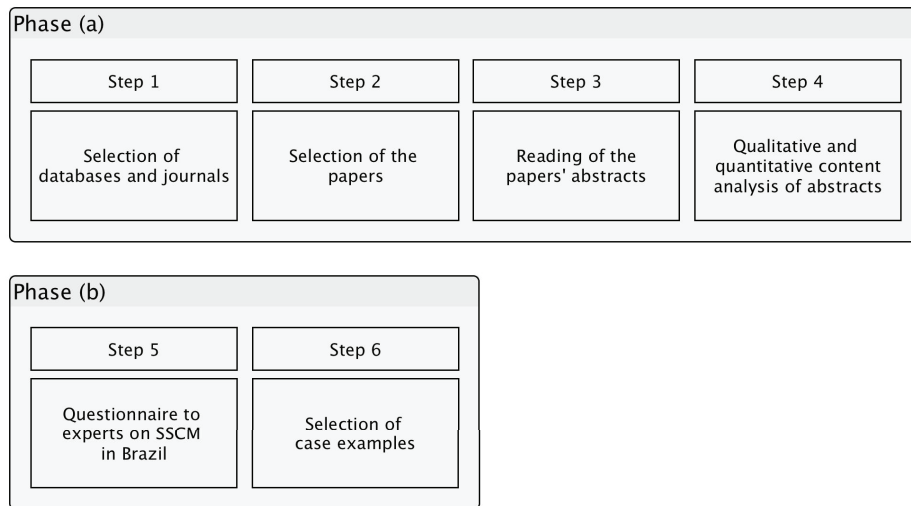 Phase (a)
Step 1
Step 2
Step 3
Step 4
Selection of
databases and journals
Selection of the
papers
Reading of the
papers' abstracts
Qualitative and
quantitative content
analysis of abstracts
Phase (b)
Step 5
Step 6
Questionnaire to
experts on SSCM
in Brazil
Selection of
case examples